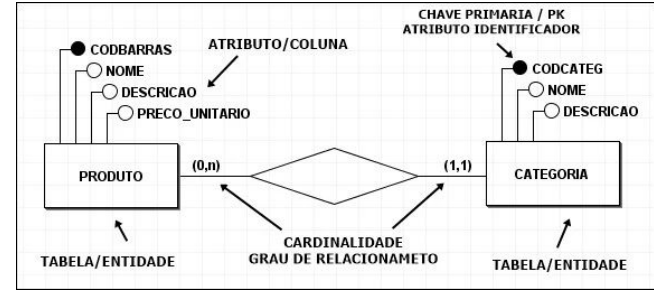 CHAVE PRIMARIA / PK
ATRIBUTO IDENTIFICADOR
ATRIBUTO/COLUNA
CODBARRAS
NOME
DESCRICAO
PRECO_UNITARIO
CODCATEG
NOME
DESCRICAO
PRODUTO
(0,n)
(1,1)
CATEGORIA
CARDINALIDADE
GRAU DE RELACIONAMETO
TABELA/ENTIDADE
TABELA/ENTIDADE